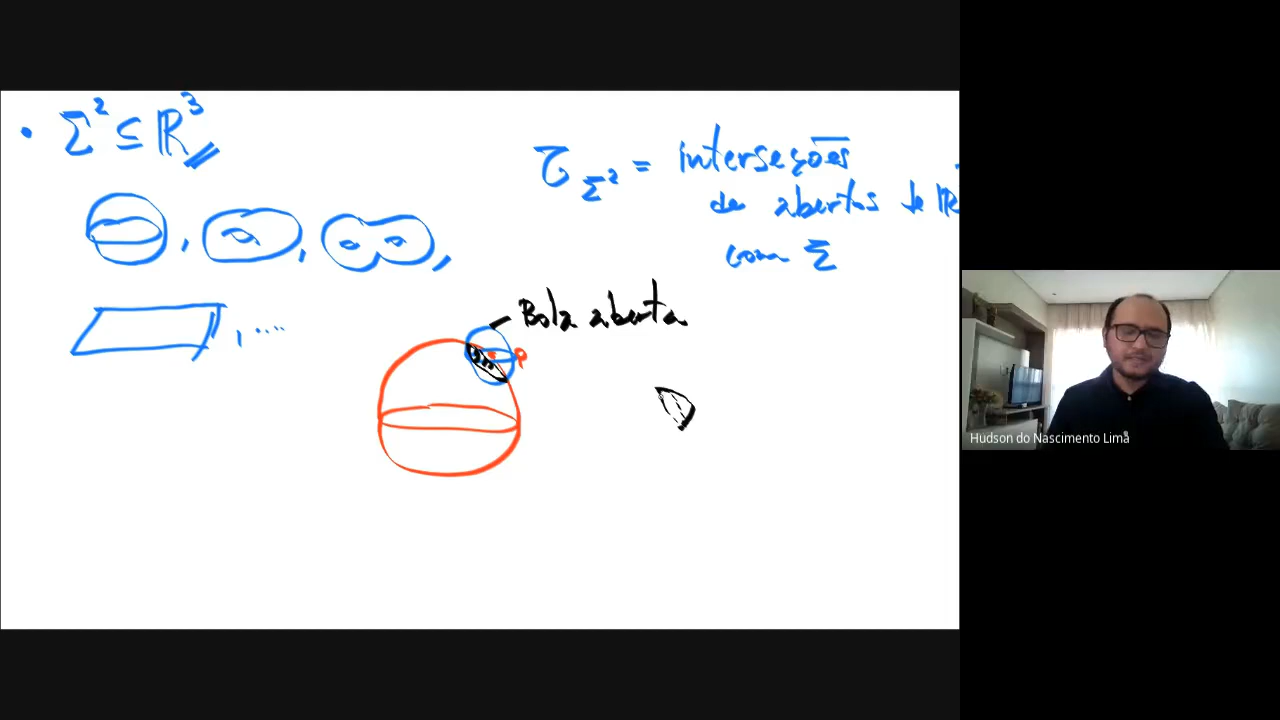 • Σ² ⊆ ℝ³
τ_Σ² = interseções
de abertos de ℝ
com Σ
, , ,
, ....
Bola aberta
P
Hudson do Nascimento Lima